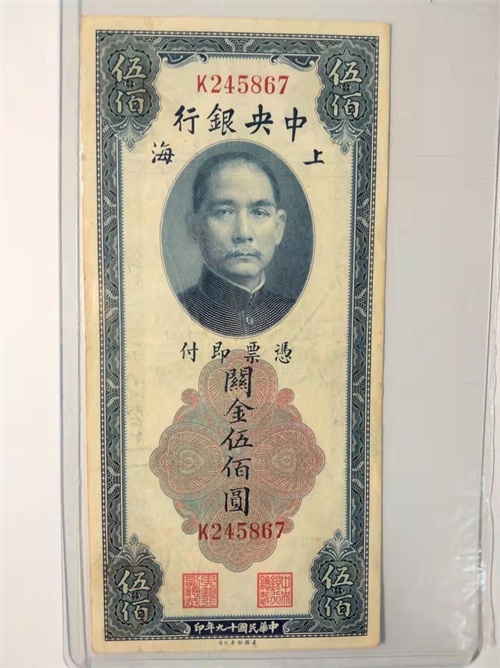 伍佰
伍佰
K245867
中央銀行
上海
憑票即付
關金伍佰圓
K245867
伍佰
伍佰
中華民國十九年印